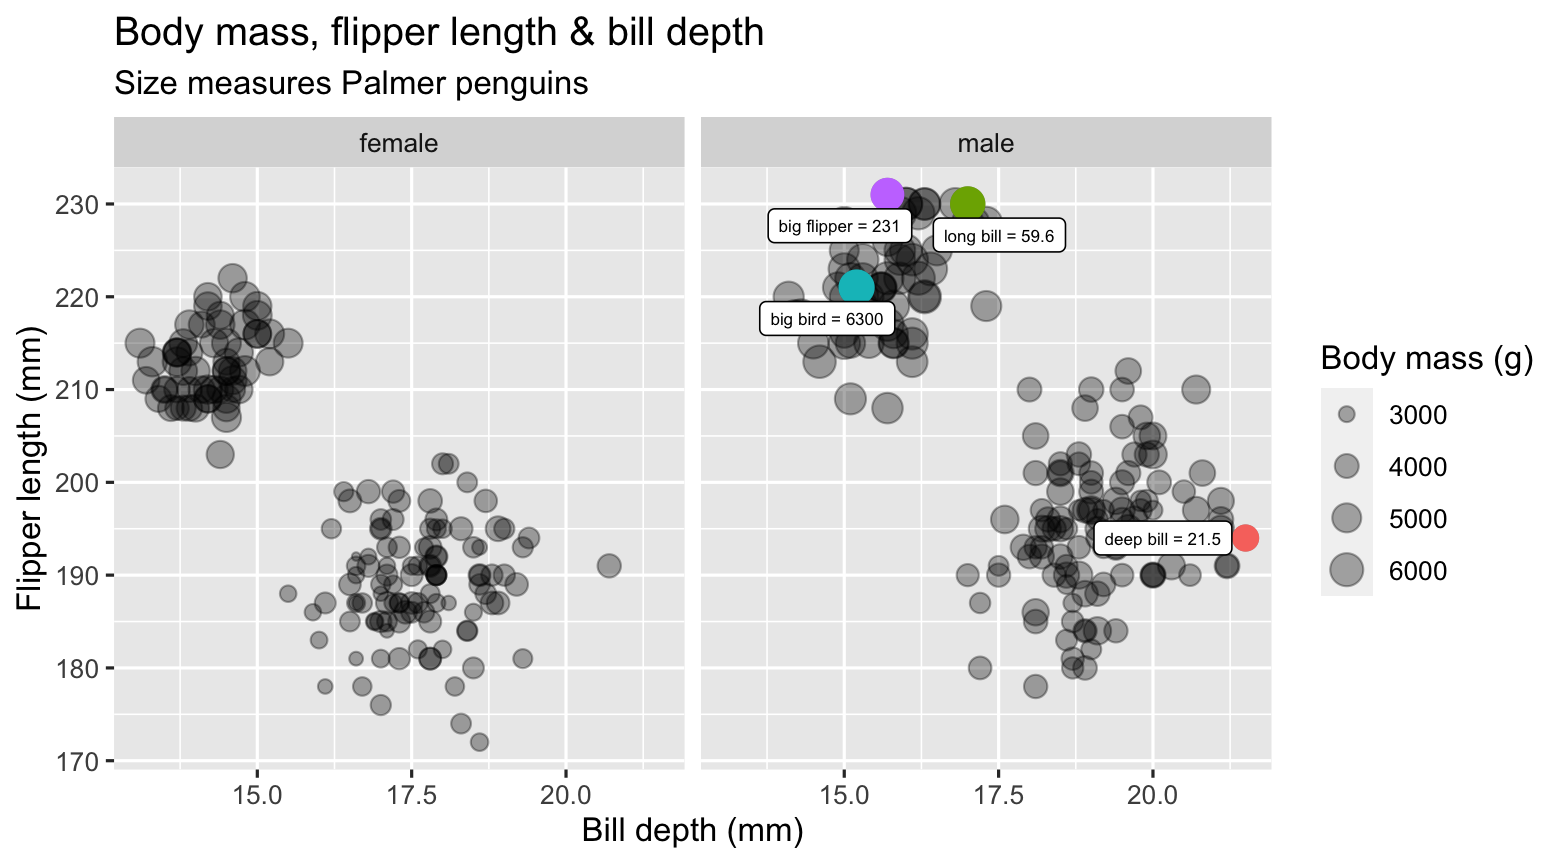 Body mass, flipper length & bill depth
Size measures Palmer penguins
female
male
230
220
210
200
190
180
170
Flipper length (mm)
big flipper = 231
long bill = 59.6
big bird = 6300
deep bill = 21.5
15.0 17.5 20.0
15.0 17.5 20.0
Bill depth (mm)
Body mass (g)
3000
4000
5000
6000